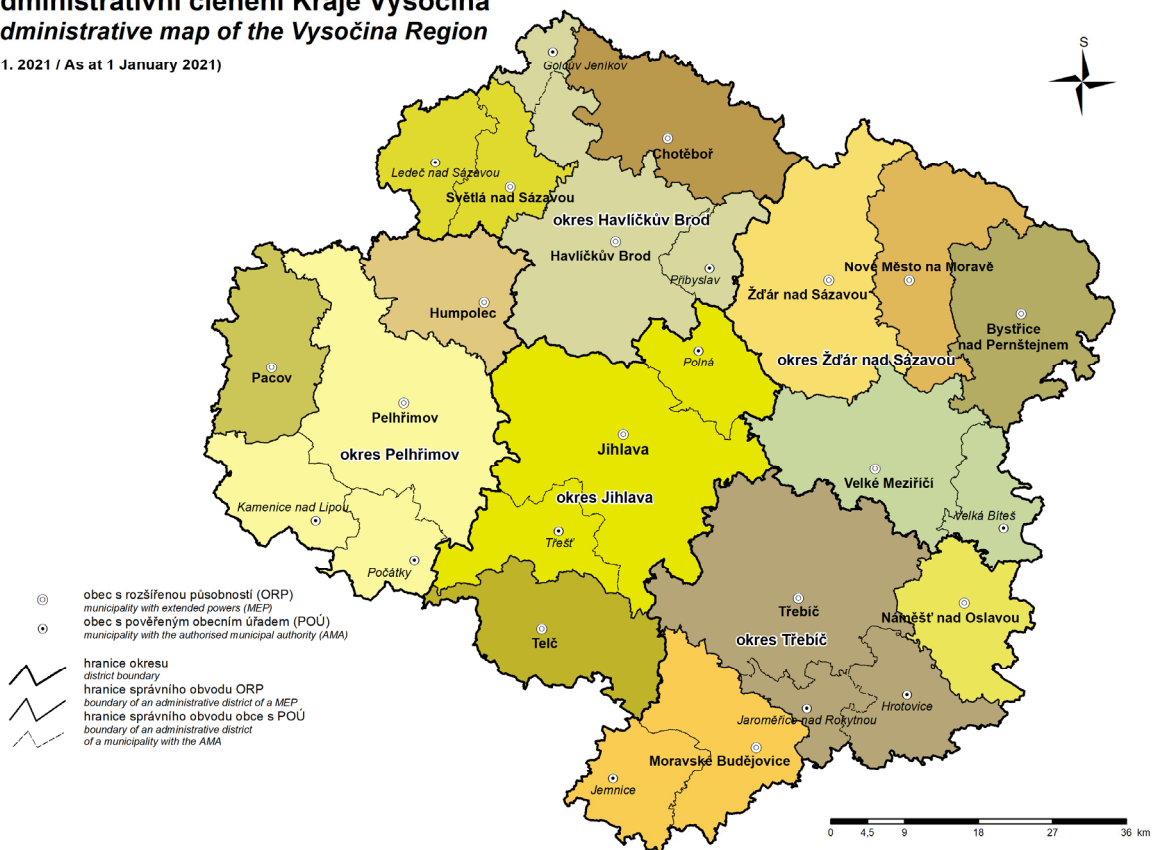 dministrativní členění Kraje Vysočina
dministrative map of the Vysočina Region
1. 2021 / As at 1 January 2021)
S
Golčův Jeníkov
Chotěboř
Ledeč nad Sázavou
Světlá nad Sázavou
okres Havlíčkův Brod
Havlíčkův Brod
Přibyslav
Nové Město na Moravě
Žďár nad Sázavou
Humpolec
Bystřice
nad Pernštejnem
okres Žďár nad Sázavou
Polná
Pacov
Pelhřimov
okres Pelhřimov
Jihlava
okres Jihlava
Velké Meziříčí
Kamenice nad Lipou
Velká Bíteš
Třešť
Počátky
Třebíč
okres Třebíč
Náměšť nad Oslavou
Telč
Hrotovice
Jaroměřice nad Rokytnou
Moravské Budějovice
Jemnice
obec s rozšířenou působností (ORP)
municipality with extended powers (MEP)
obec s pověřeným obecním úřadem (POÚ)
municipality with the authorised municipal authority (AMA)
hranice okresu
district boundary
hranice správního obvodu ORP
boundary of an administrative district of a MEP
hranice správního obvodu obce s POÚ
boundary of an administrative district
of a municipality with the AMA
0 4,5 9 18 27 36 km